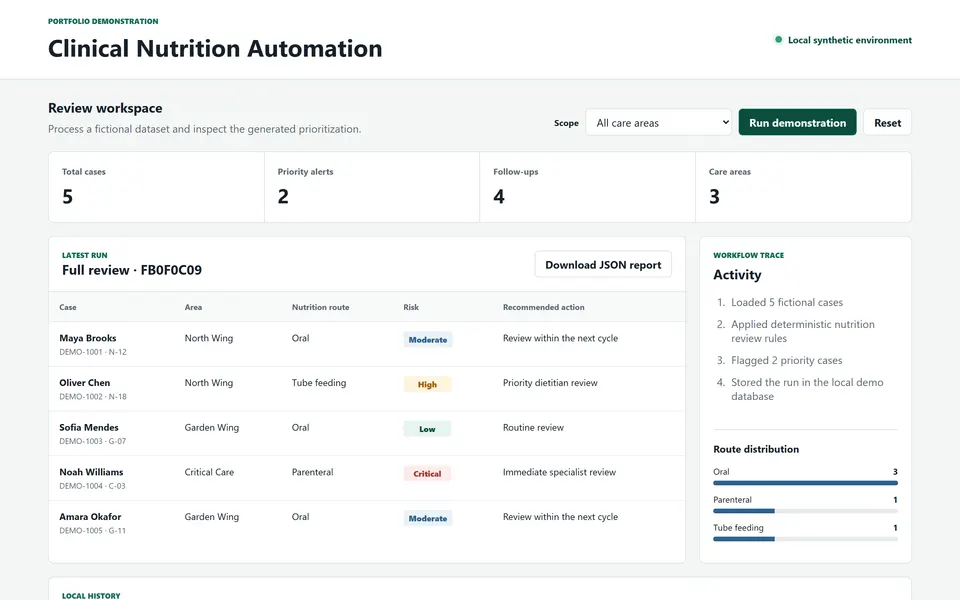 PORTFOLIO DEMONSTRATION
Clinical Nutrition Automation
Local synthetic environment
Review workspace
Process a fictional dataset and inspect the generated prioritization.
Scope
All care areas
Run demonstration
Reset
Total cases
5
Priority alerts
2
Follow-ups
4
Care areas
3
LATEST RUN
Full review · FB0F0C09
Download JSON report
Case Area Nutrition route Risk Recommended action
Maya Brooks North Wing Oral Moderate Review within the next cycle
DEMO-1001 · N-12
Oliver Chen North Wing Tube feeding High Priority dietitian review
DEMO-1002 · N-18
Sofia Mendes Garden Wing Oral Low Routine review
DEMO-1003 · G-07
Noah Williams Critical Care Parenteral Critical Immediate specialist review
DEMO-1004 · C-03
Amara Okafor Garden Wing Oral Moderate Review within the next cycle
DEMO-1005 · G-11
WORKFLOW TRACE
Activity
1. Loaded 5 fictional cases
2. Applied deterministic nutrition
review rules
3. Flagged 2 priority cases
4. Stored the run in the local demo
database
Route distribution
Oral 3
Parenteral 1
Tube feeding 1
LOCAL HISTORY